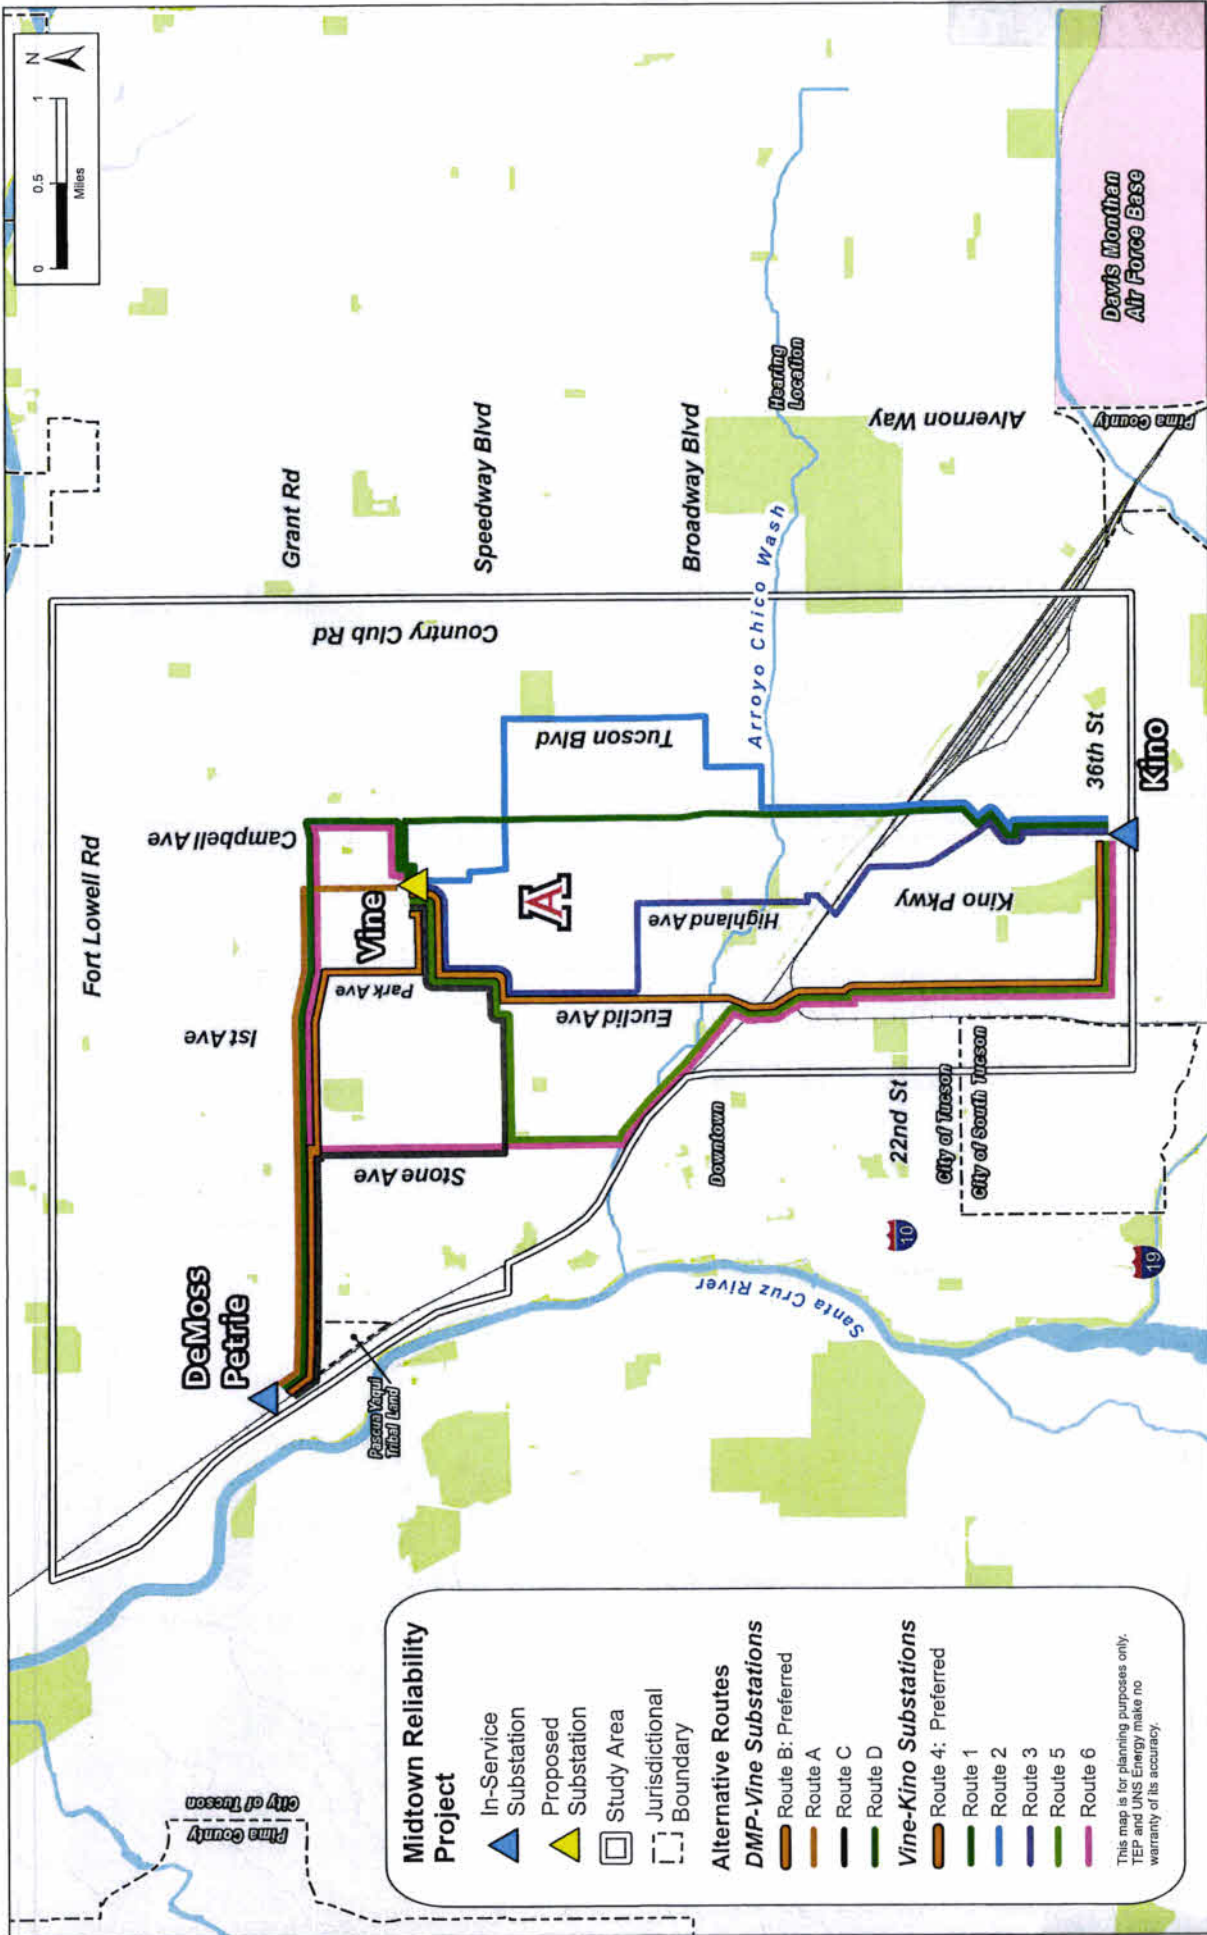 N
0 0.5 1
Miles
Fort Lowell Rd
Grant Rd
Speedway Blvd
Broadway Blvd
Country Club Rd
Alvernon Way
Hearing
Location
Davis Monthan
Air Force Base
Pima County
Arroyo Chico Wash
Tucson Blvd
Campbell Ave
Vine
A
Highland Ave
Kino Pkwy
36th St
Kino
1st Ave
Park Ave
Euclid Ave
Stone Ave
Downtown
22nd St
City of Tucson
City of South Tucson
10
19
Santa Cruz River
DeMoss
Petrie
Pascua Yaqui
Tribal Land
City of Tucson
Pima County
Midtown Reliability
Project
In-Service
Substation
Proposed
Substation
Study Area
Jurisdictional
Boundary
Alternative Routes
DMP-Vine Substations
Route B: Preferred
Route A
Route C
Route D
Vine-Kino Substations
Route 4: Preferred
Route 1
Route 2
Route 3
Route 5
Route 6
This map is for planning purposes only.
TEP and UNS Energy make no
warranty of its accuracy.